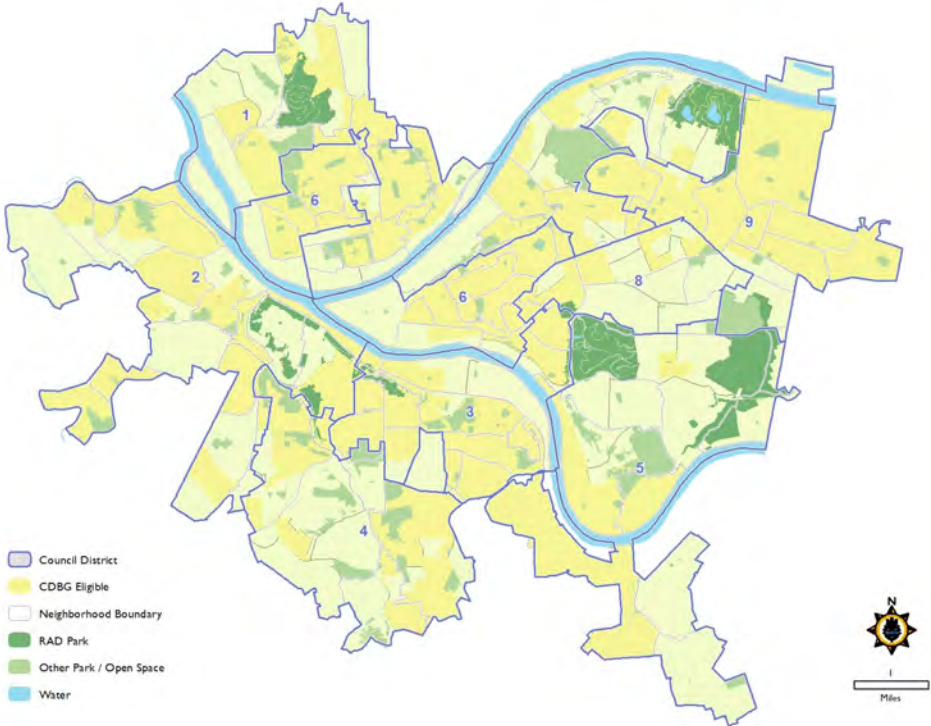 1
6
2
7
9
2
6
8
3
5
4
Council District
CDBG Eligible
Neighborhood Boundary
RAD Park
Other Park / Open Space
Water
N
1
Miles